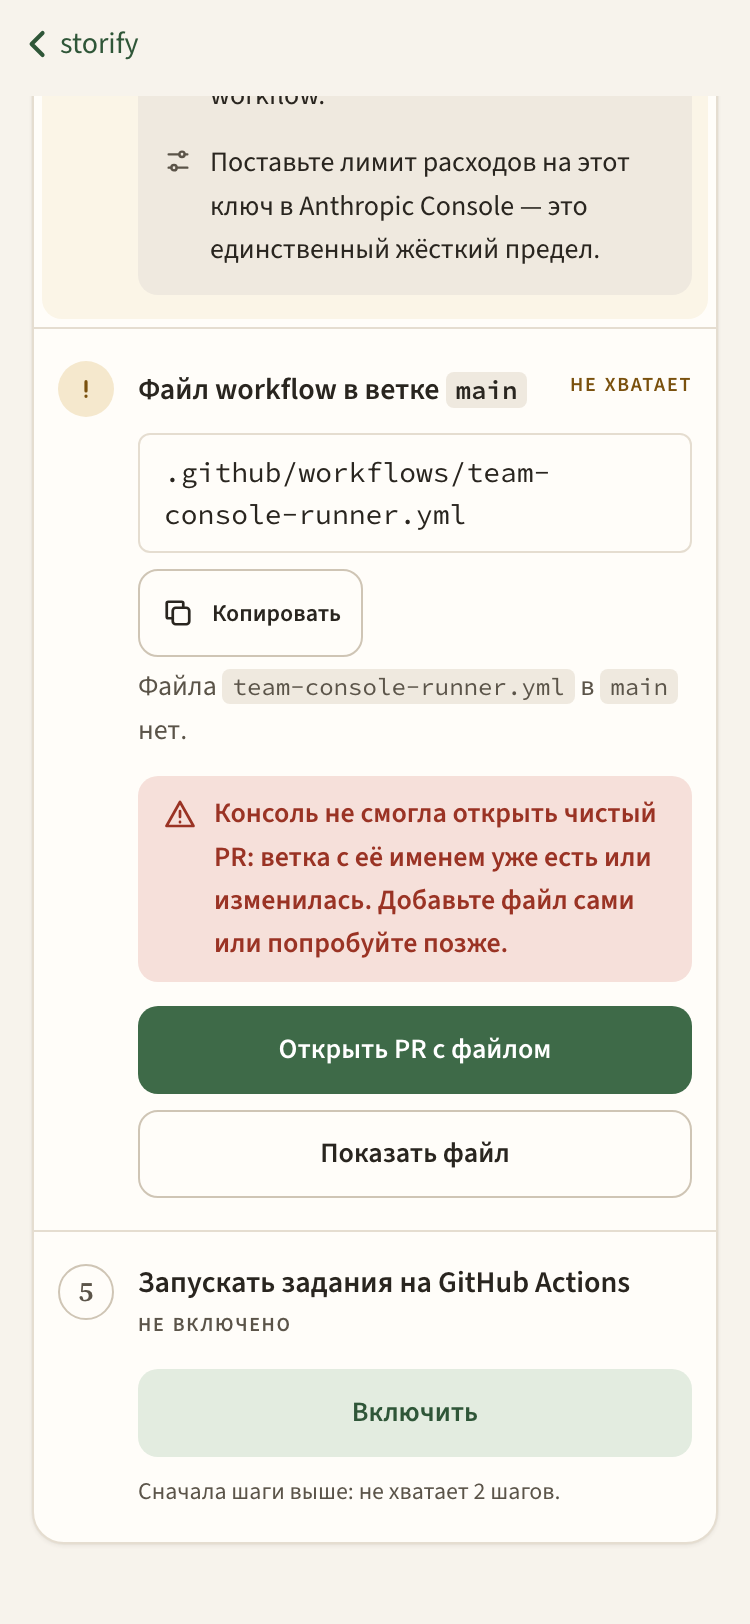 storify
workflow.
Поставьте лимит расходов на этот
ключ в Anthropic Console — это
единственный жёсткий предел.
!
Файл workflow в ветке main
НЕ ХВАТАЕТ
.github/workflows/team-
console-runner.yml
Копировать
Файла team-console-runner.yml в main
нет.
Консоль не смогла открыть чистый
PR: ветка с её именем уже есть или
изменилась. Добавьте файл сами
или попробуйте позже.
Открыть PR с файлом
Показать файл
5
Запускать задания на GitHub Actions
НЕ ВКЛЮЧЕНО
Включить
Сначала шаги выше: не хватает 2 шагов.